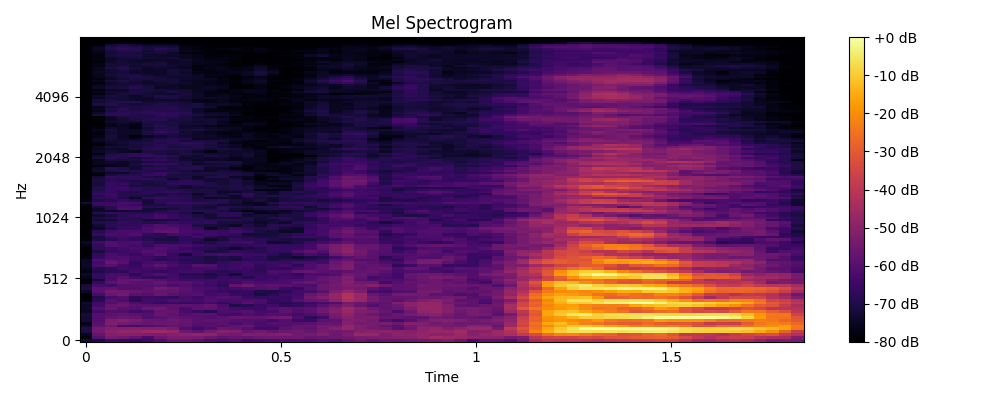 Mel Spectrogram
+0 dB
-10 dB
-20 dB
-30 dB
-40 dB
-50 dB
-60 dB
-70 dB
-80 dB
4096
2048
1024
512
0
Hz
0
0.5
1
1.5
Time